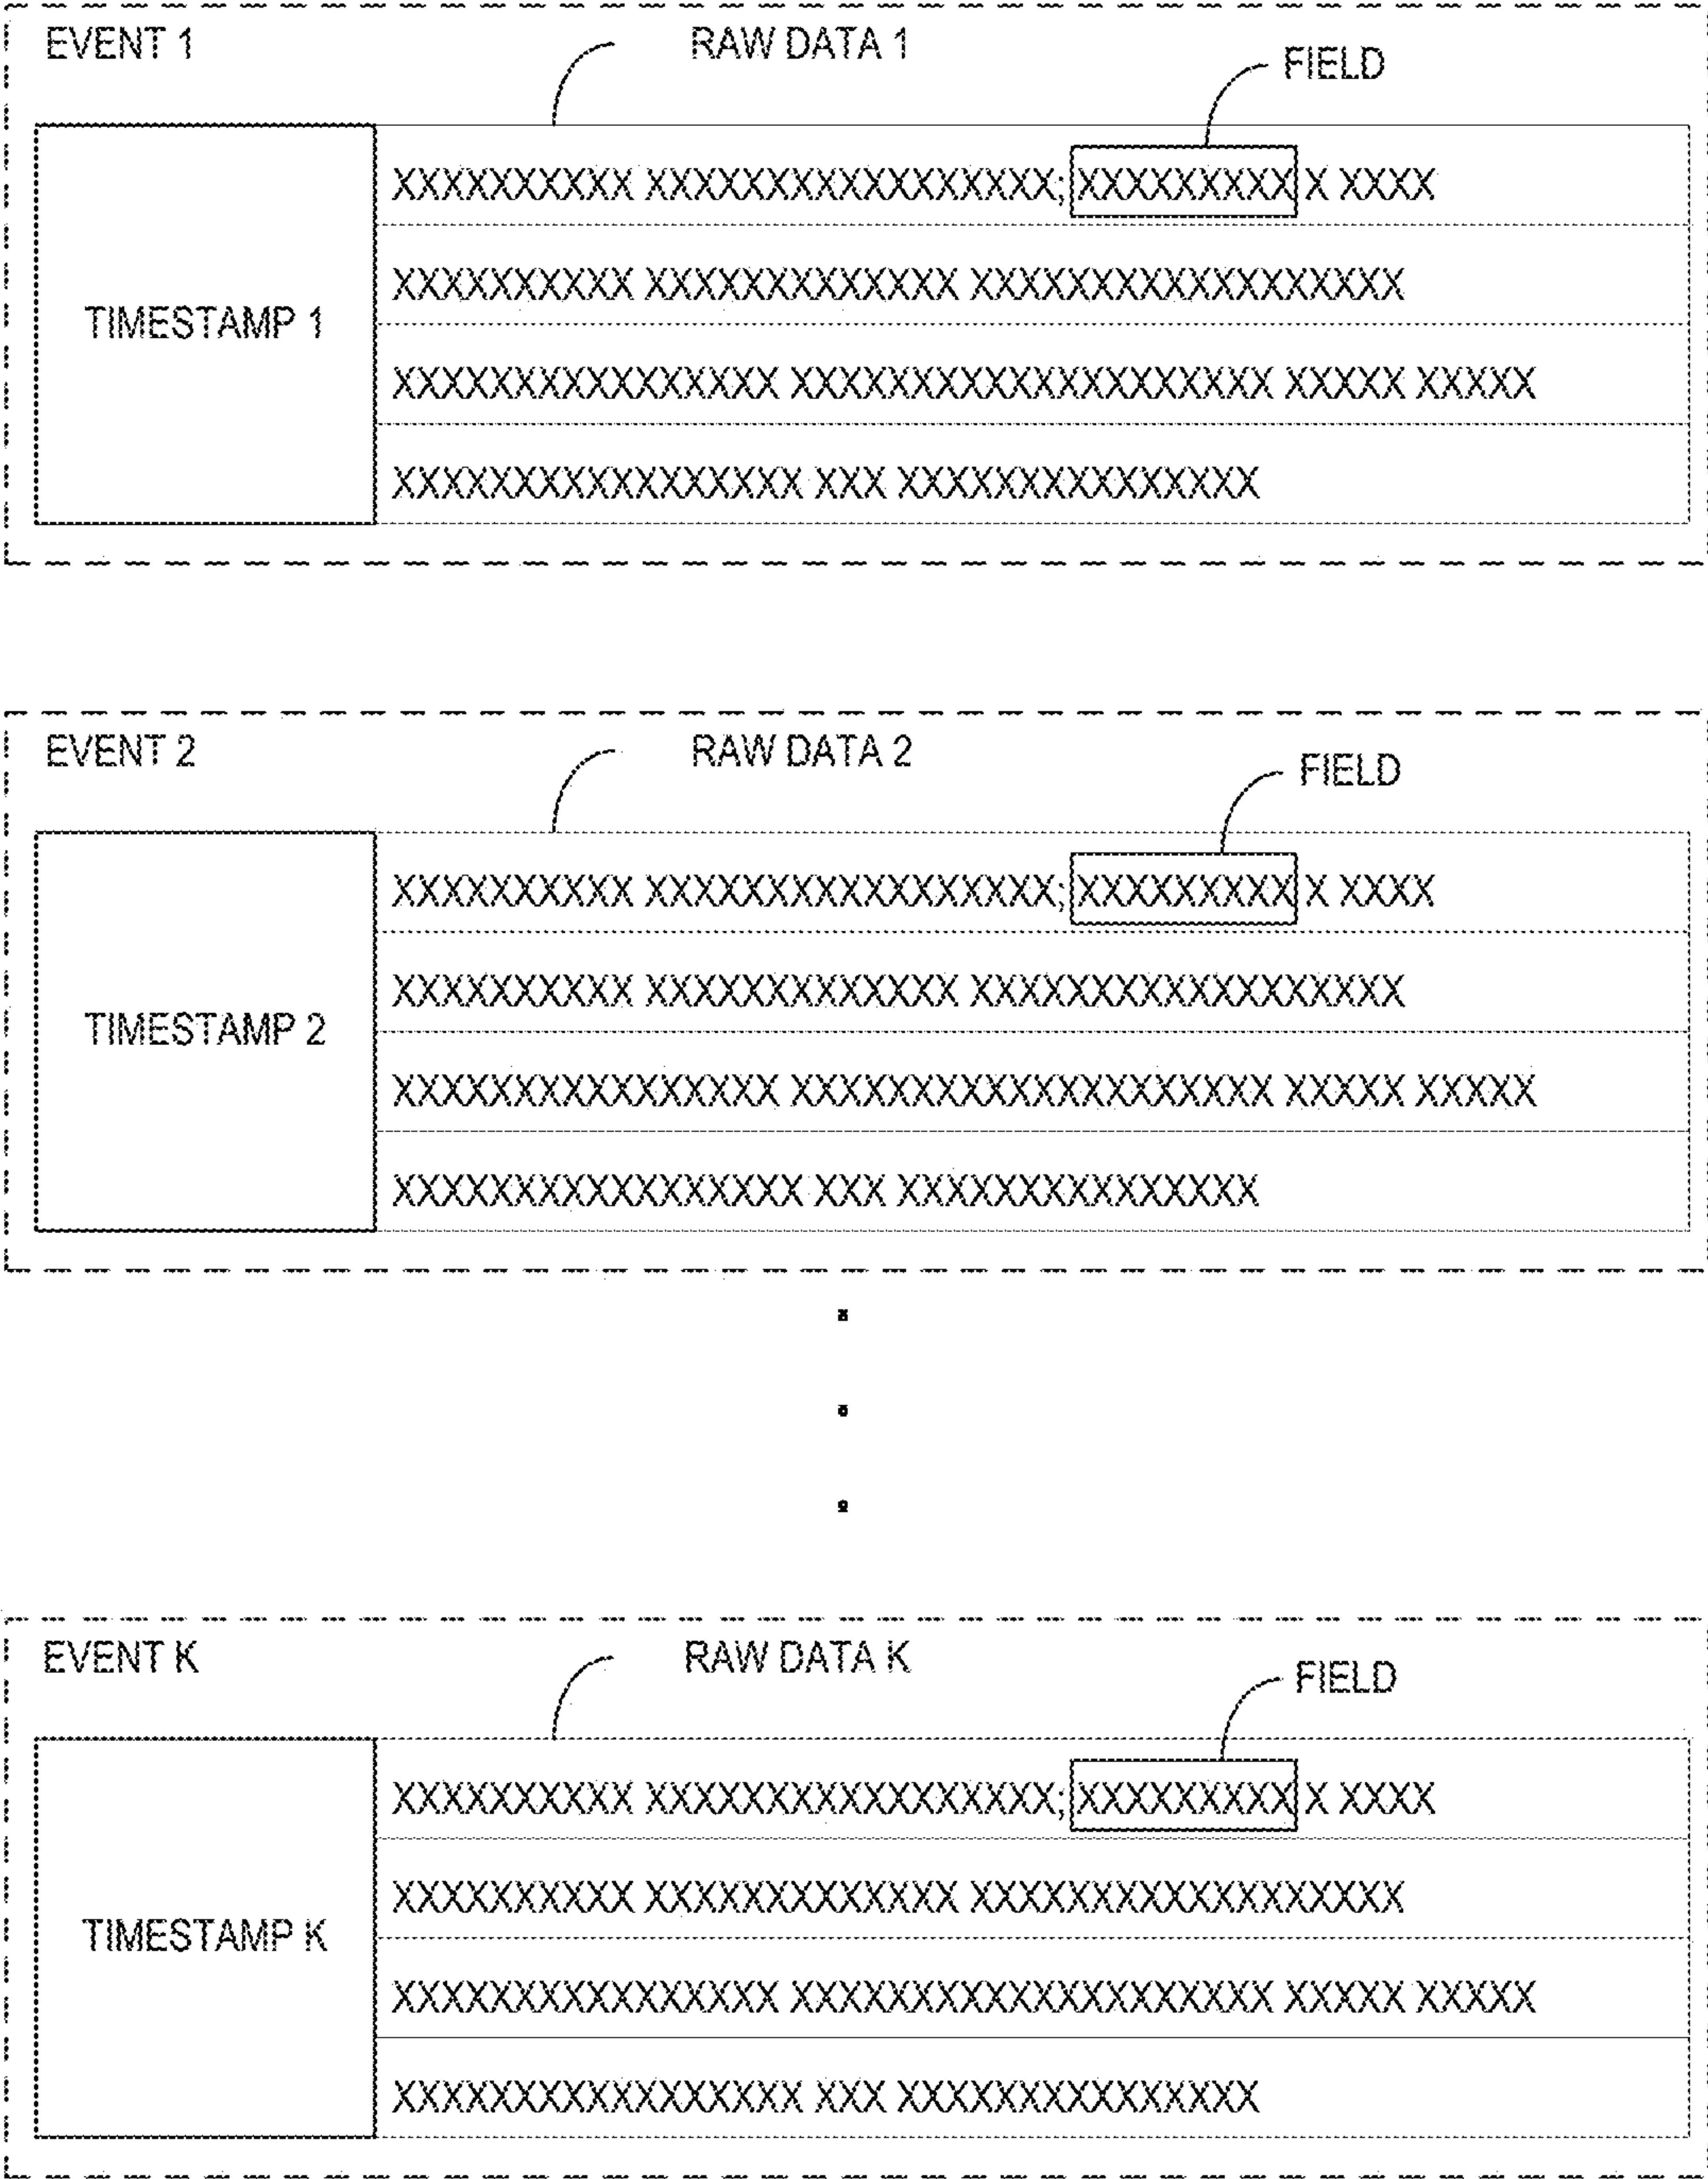 EVENT 1
RAW DATA 1
FIELD
TIMESTAMP 1
XXXXXXXXXX XXXXXXXXXXXXXXXXX; XXXXXXXXX X XXXX
XXXXXXXXXX XXXXXXXXXXXXX XXXXXXXXXXXXXXXXXX
XXXXXXXXXXXXXXXX XXXXXXXXXXXXXXXXXXXX XXXXX XXXXX
XXXXXXXXXXXXXXXXX XXX XXXXXXXXXXXXXXX
EVENT 2
RAW DATA 2
FIELD
TIMESTAMP 2
XXXXXXXXXX XXXXXXXXXXXXXXXXX; XXXXXXXXX X XXXX
XXXXXXXXXX XXXXXXXXXXXXX XXXXXXXXXXXXXXXXXX
XXXXXXXXXXXXXXXX XXXXXXXXXXXXXXXXXXXX XXXXX XXXXX
XXXXXXXXXXXXXXXXX XXX XXXXXXXXXXXXXXX
EVENT K
RAW DATA K
FIELD
TIMESTAMP K
XXXXXXXXXX XXXXXXXXXXXXXXXXX; XXXXXXXXX X XXXX
XXXXXXXXXX XXXXXXXXXXXXX XXXXXXXXXXXXXXXXXX
XXXXXXXXXXXXXXXX XXXXXXXXXXXXXXXXXXXX XXXXX XXXXX
XXXXXXXXXXXXXXXXX XXX XXXXXXXXXXXXXXX